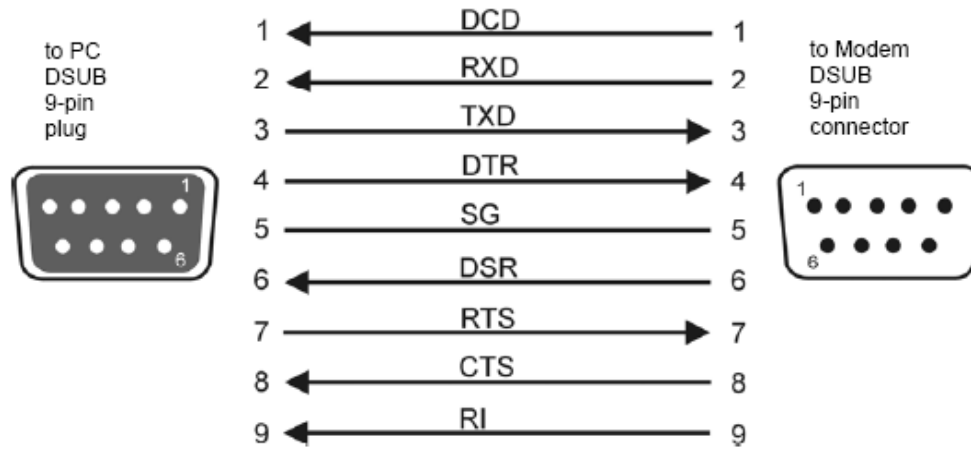 to PC
DSUB
9-pin
plug
1
6
1 DCD 1
2 RXD 2
3 TXD 3
4 DTR 4
5 SG 5
6 DSR 6
7 RTS 7
8 CTS 8
9 RI 9
to Modem
DSUB
9-pin
connector
1
6